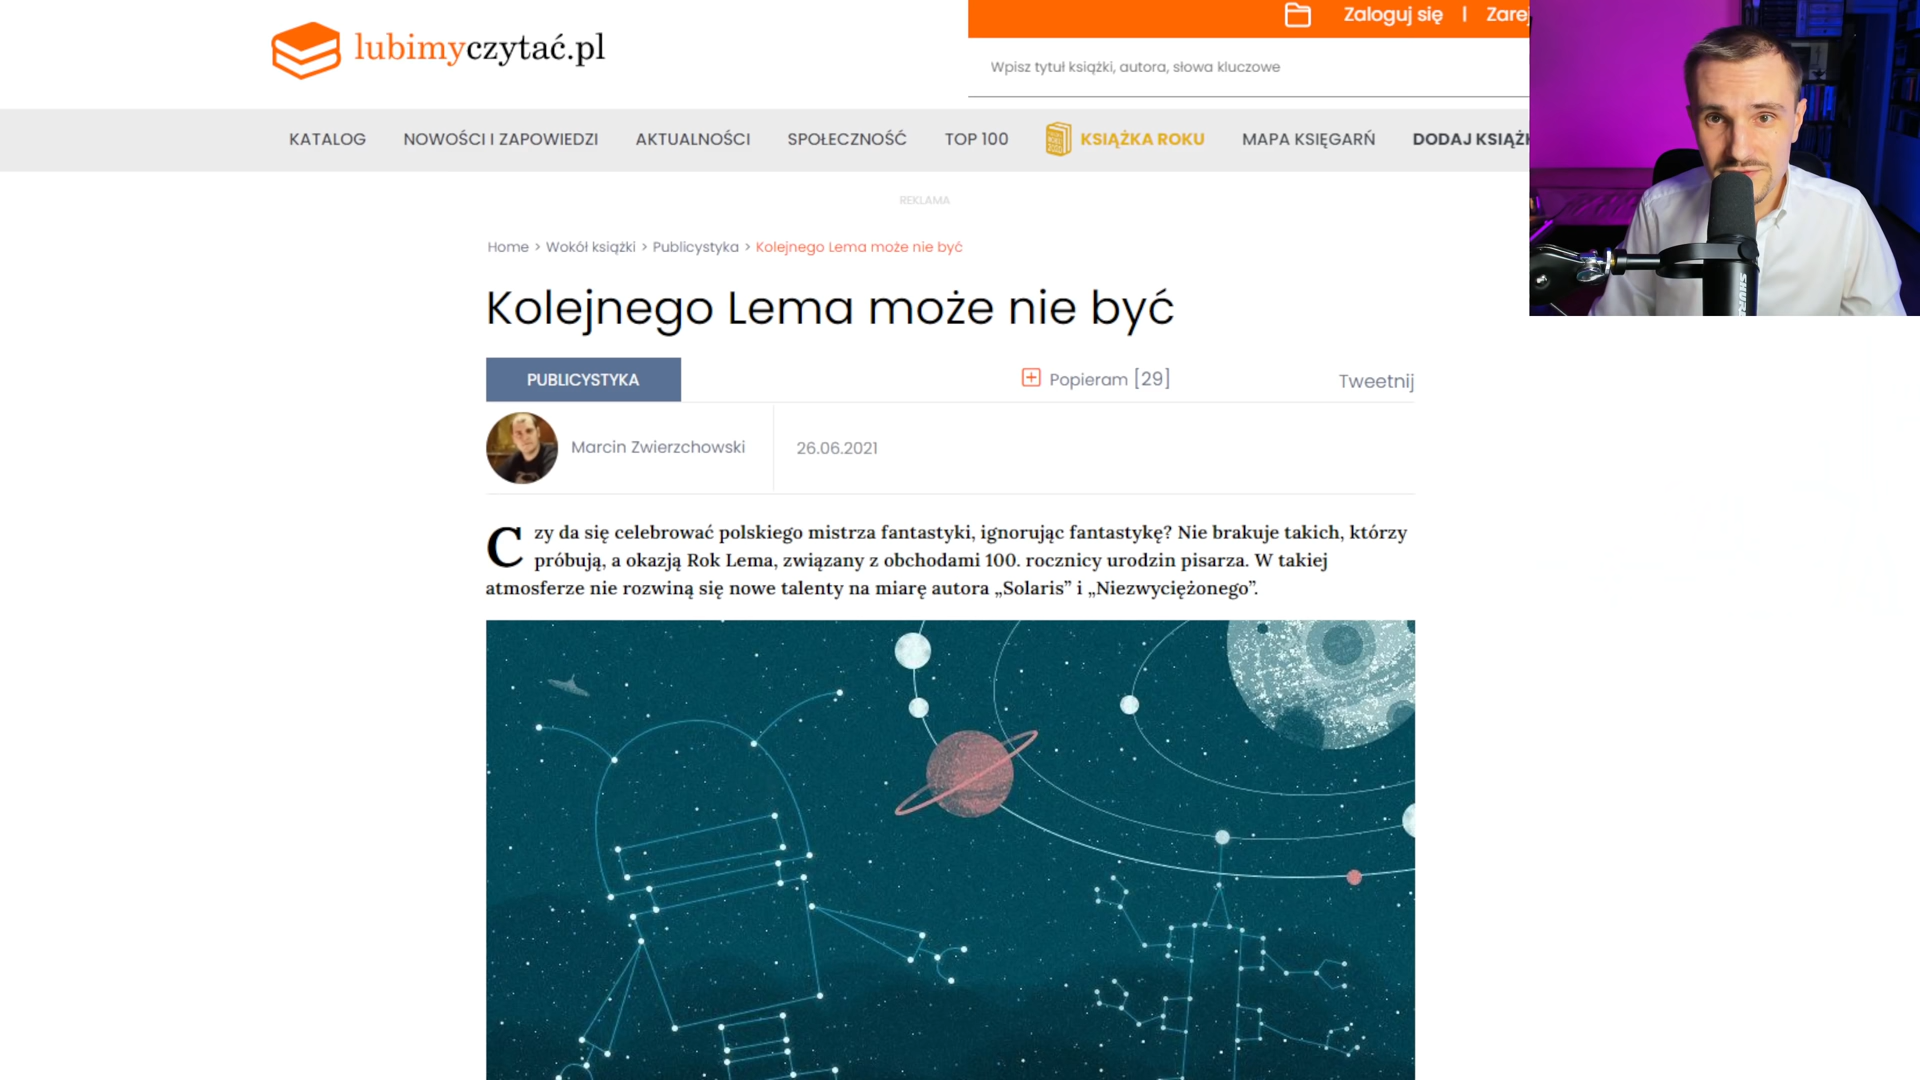 lubimyczytać.pl
Zaloguj się | Zarej
Wpisz tytuł książki, autora, słowa kluczowe
KATALOG NOWOŚCI I ZAPOWIEDZI AKTUALNOŚCI SPOŁECZNOŚĆ TOP 100 KSIĄŻKA ROKU MAPA KSIĘGARŃ DODAJ KSIĄŻK
REKLAMA
Home > Wokół książki > Publicystyka > Kolejnego Lema może nie być
Kolejnego Lema może nie być
PUBLICYSTYKA
Popieram [29]
Tweetnij
Marcin Zwierzchowski
26.06.2021
Czy da się celebrować polskiego mistrza fantastyki, ignorując fantastykę? Nie brakuje takich, którzy
próbują, a okazją Rok Lema, związany z obchodami 100. rocznicy urodzin pisarza. W takiej
atmosferze nie rozwiną się nowe talenty na miarę autora „Solaris” i „Niezwyciężonego”.
SHURE